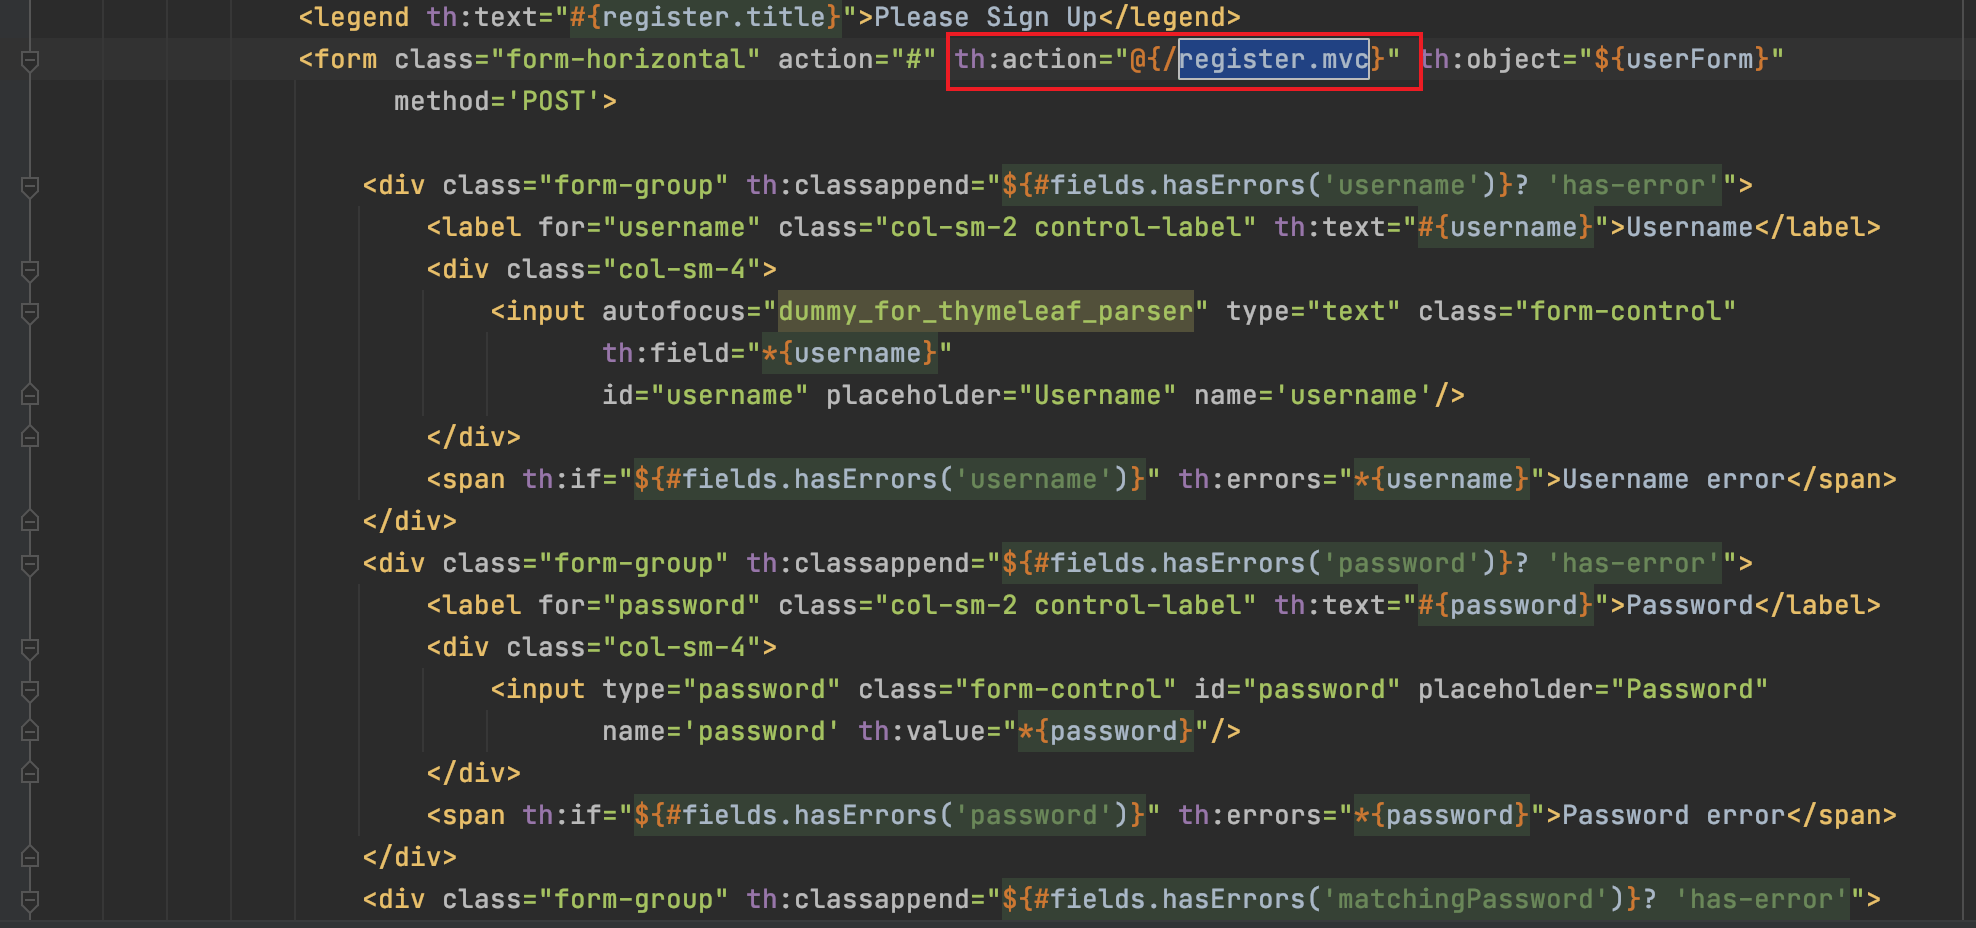 <legend th:text="#{register.title}">Please Sign Up</legend>
<form class="form-horizontal" action="#" th:action="@{/register.mvc}" th:object="${userForm}"
method='POST'>
<div class="form-group" th:classappend="${#fields.hasErrors('username')}? 'has-error'">
<label for="username" class="col-sm-2 control-label" th:text="#{username}">Username</label>
<div class="col-sm-4">
<input autofocus="dummy_for_thymeleaf_parser" type="text" class="form-control"
th:field="*{username}"
id="username" placeholder="Username" name='username'/>
</div>
<span th:if="${#fields.hasErrors('username')}" th:errors="*{username}">Username error</span>
</div>
<div class="form-group" th:classappend="${#fields.hasErrors('password')}? 'has-error'">
<label for="password" class="col-sm-2 control-label" th:text="#{password}">Password</label>
<div class="col-sm-4">
<input type="password" class="form-control" id="password" placeholder="Password"
name='password' th:value="*{password}"/>
</div>
<span th:if="${#fields.hasErrors('password')}" th:errors="*{password}">Password error</span>
</div>
<div class="form-group" th:classappend="${#fields.hasErrors('matchingPassword')}? 'has-error'">